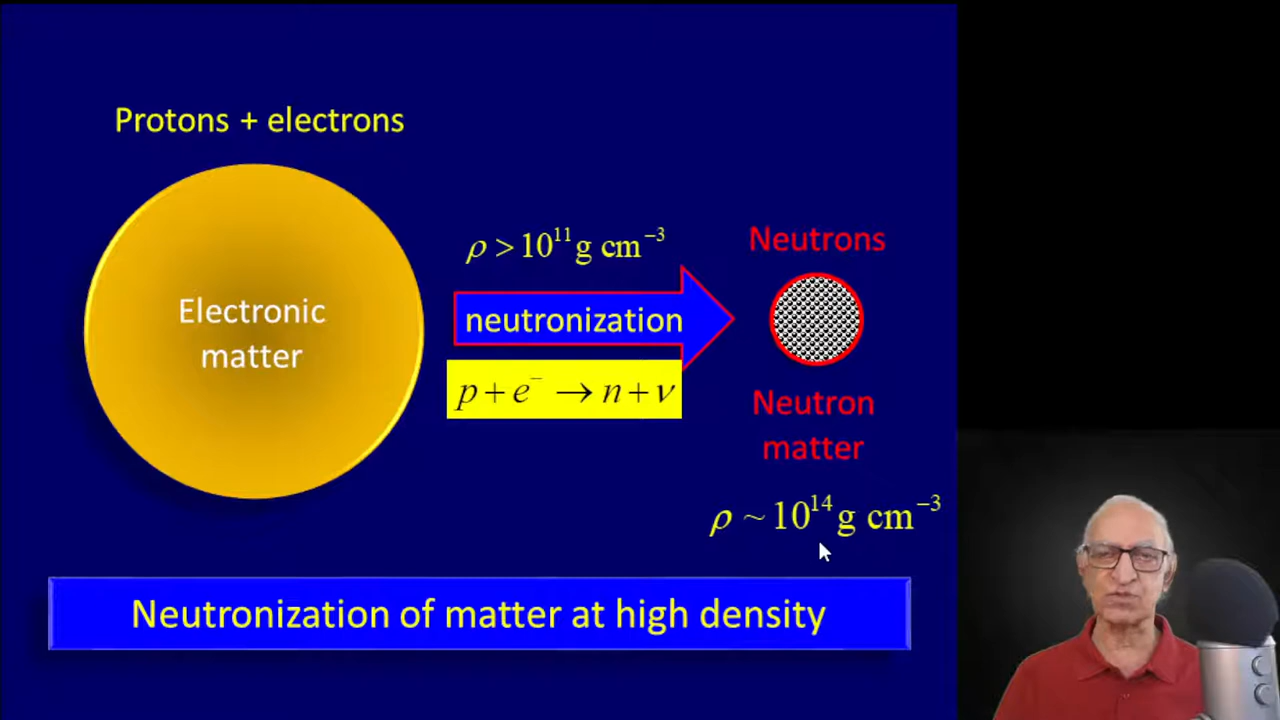 Protons + electrons
Electronic
matter
ρ > 10¹¹ g cm⁻³
neutronization
p + e⁻ → n + ν
Neutrons
Neutron
matter
ρ ~ 10¹⁴ g cm⁻³
Neutronization of matter at high density